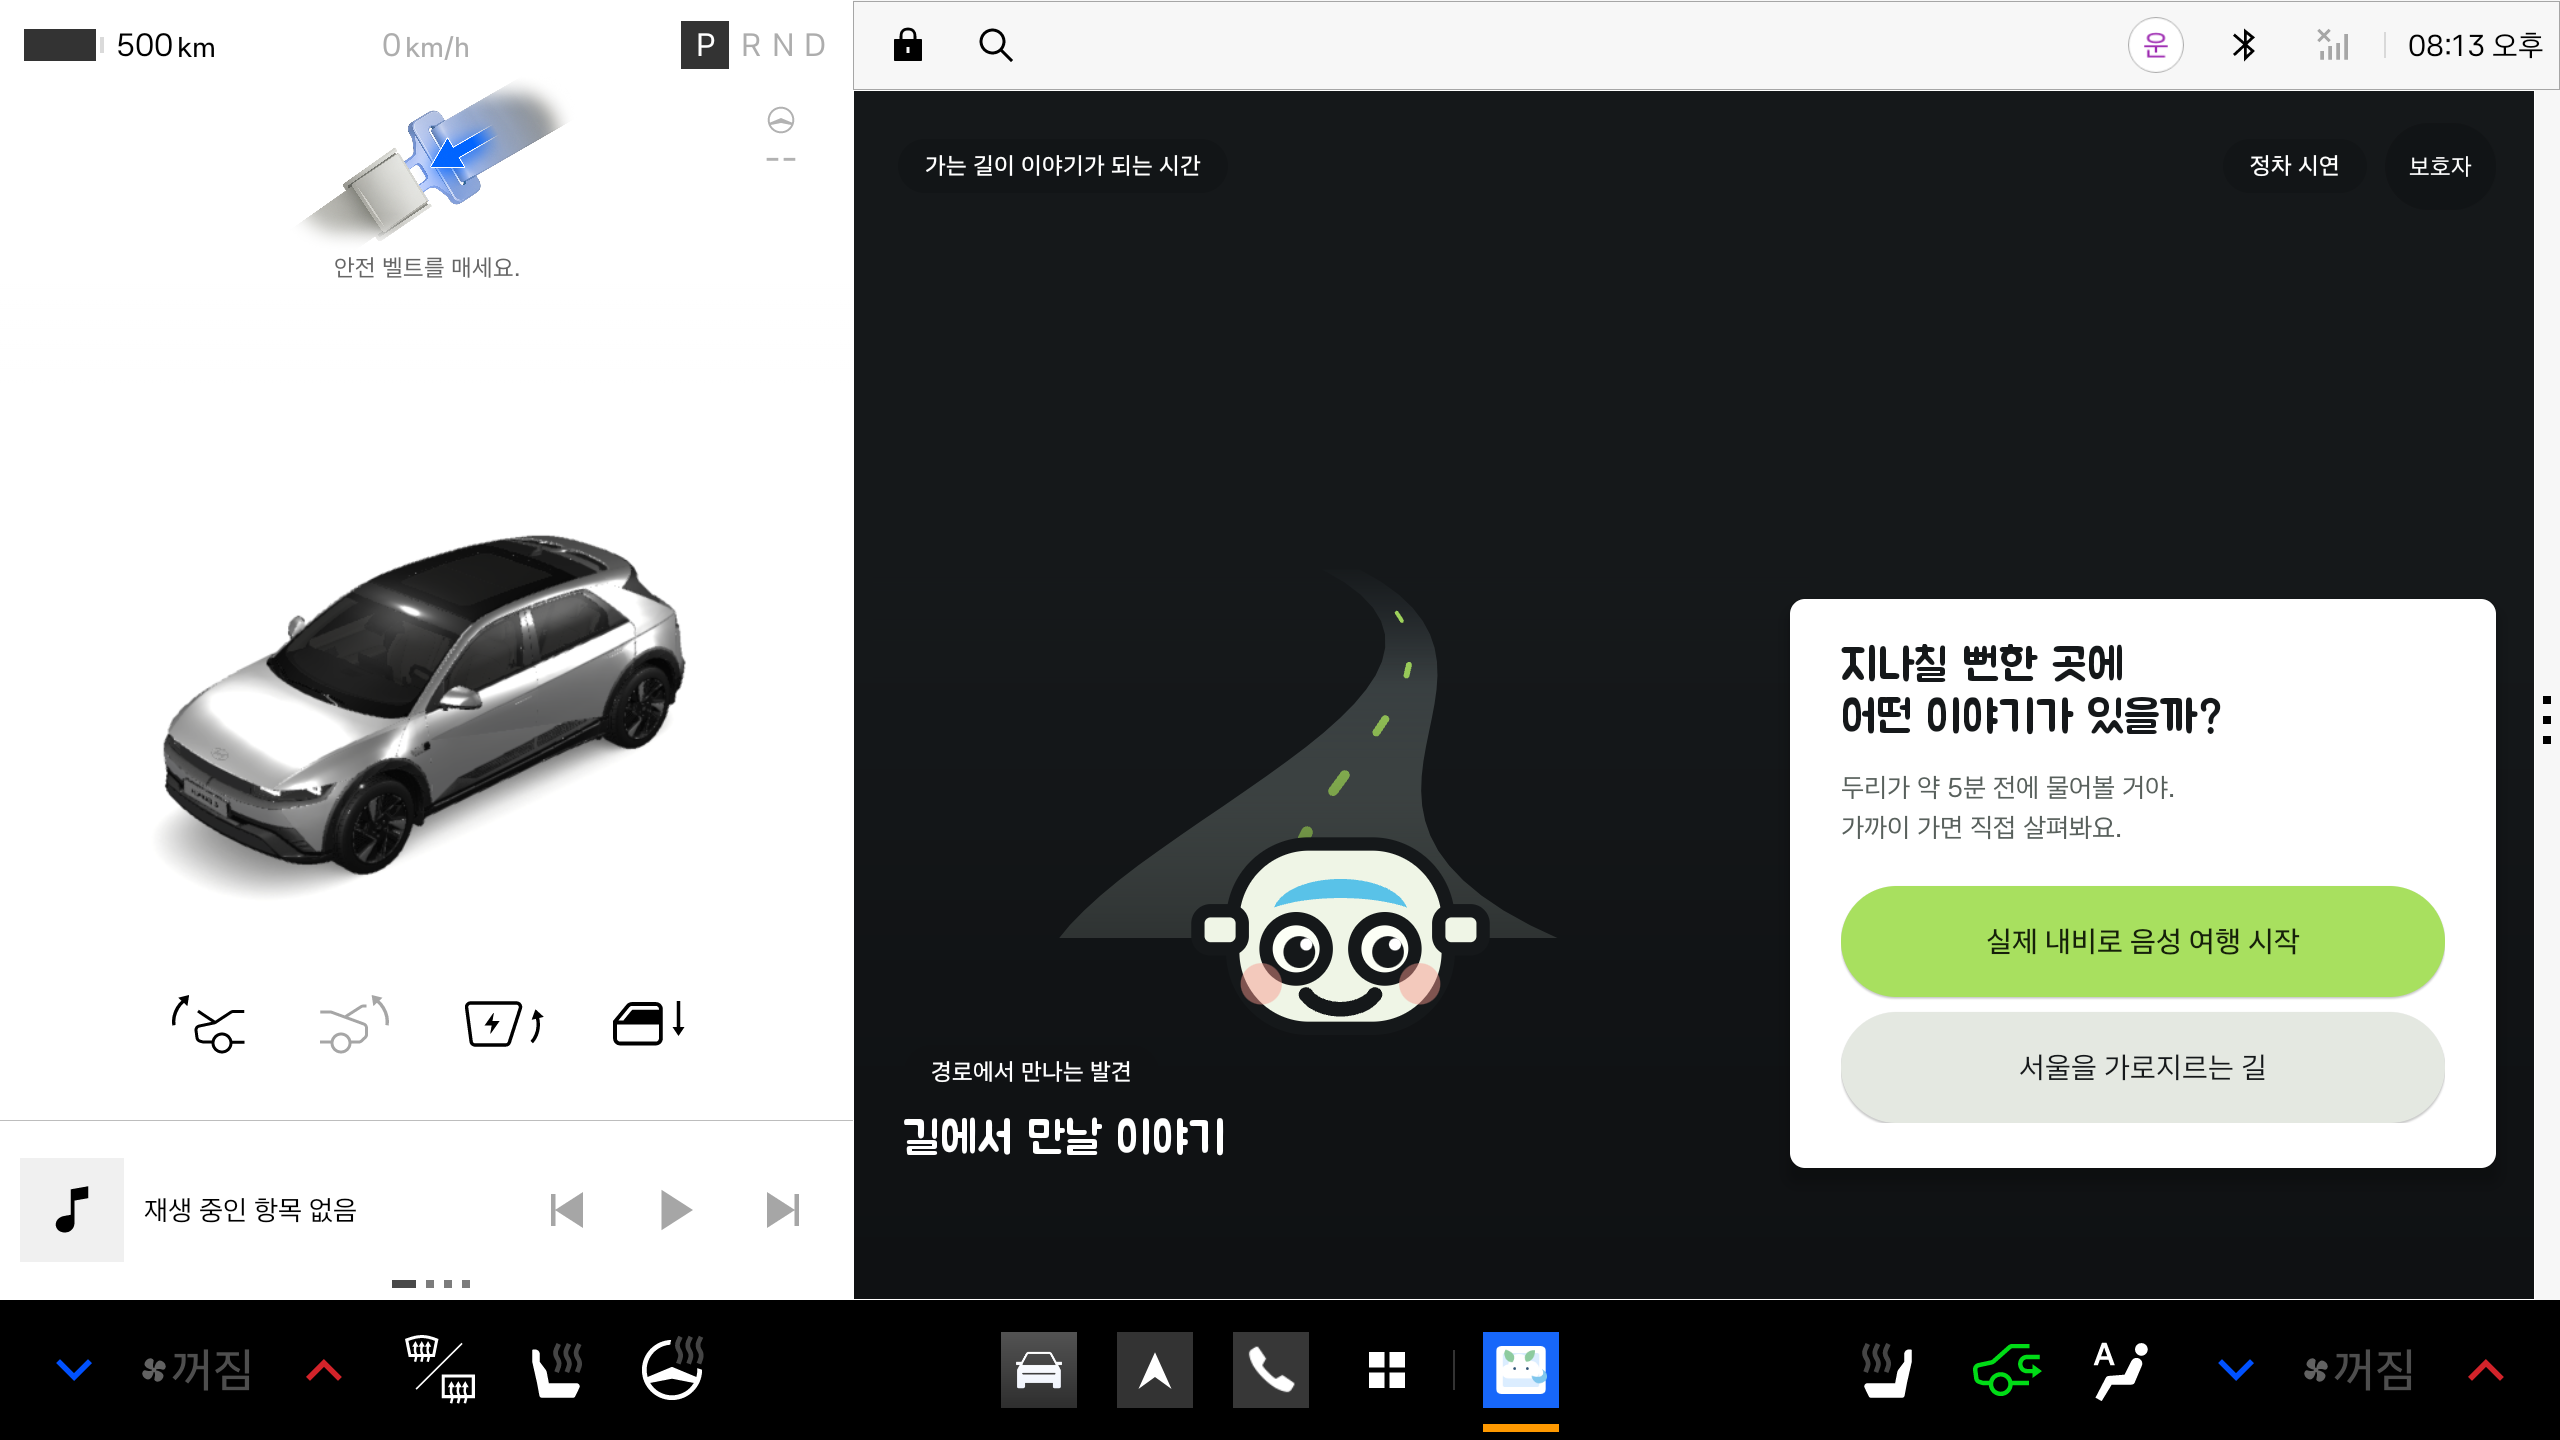 500 km
0 km/h
P R N D
운
08:13 오후
안전 벨트를 매세요.
--
가는 길이 이야기가 되는 시간
정차 시연
보호자
지나칠 뻔한 곳에
어떤 이야기가 있을까?
두리가 약 5분 전에 물어볼 거야.
가까이 가면 직접 살펴봐요.
실제 내비로 음성 여행 시작
서울을 가로지르는 길
경로에서 만나는 발견
길에서 만날 이야기
재생 중인 항목 없음
꺼짐
A
꺼짐